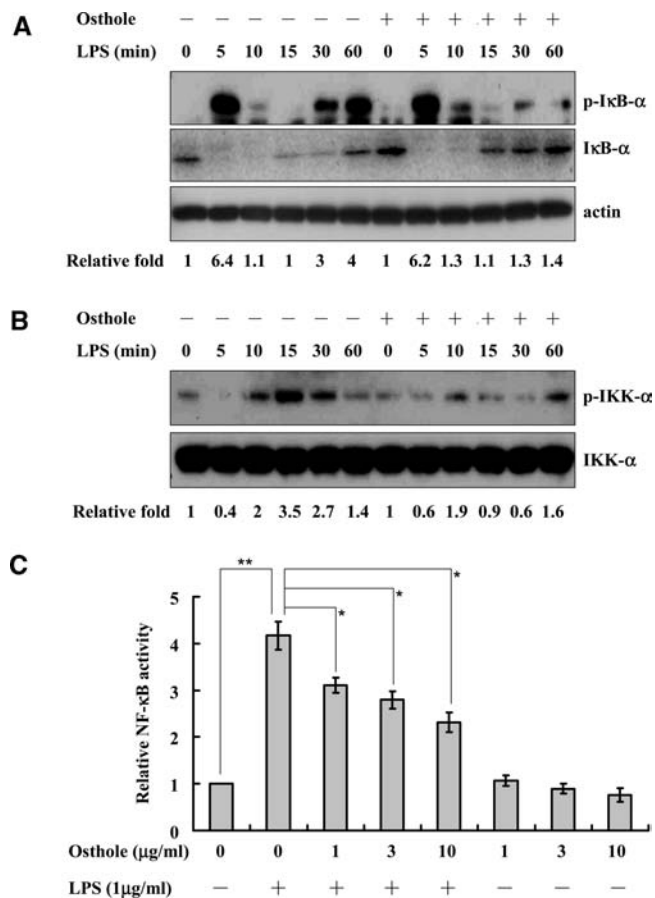 A
Osthole − − − − − − + + + + + +
LPS (min) 0 5 10 15 30 60 0 5 10 15 30 60
p-IκB-α
IκB-α
actin
Relative fold 1 6.4 1.1 1 3 4 1 6.2 1.3 1.1 1.3 1.4
B
Osthole − − − − − − + + + + + +
LPS (min) 0 5 10 15 30 60 0 5 10 15 30 60
p-IKK-α
IKK-α
Relative fold 1 0.4 2 3.5 2.7 1.4 1 0.6 1.9 0.9 0.6 1.6
C
** * * *
Relative NF-κB activity
5
4
3
2
1
0
Osthole (μg/ml) 0 0 1 3 10 1 3 10
LPS (1μg/ml) − + + + + − − −